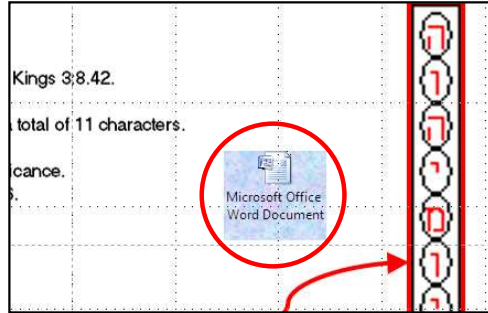 Kings 3;8.42.
total of 11 characters.
icance.
Microsoft Office
Word Document
ה
ו
ה
י
מ
ו